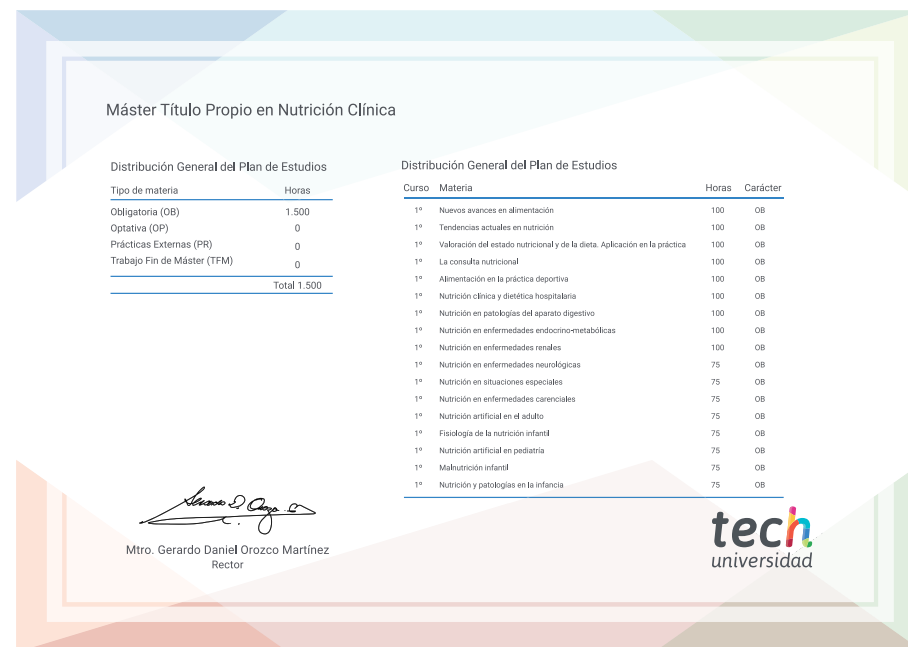 Máster Título Propio en Nutrición Clínica
Distribución General del Plan de Estudios
Tipo de materia Horas
Obligatoria (OB) 1.500
Optativa (OP) 0
Prácticas Externas (PR) 0
Trabajo Fin de Máster (TFM) 0
Total 1.500
Distribución General del Plan de Estudios
Curso Materia Horas Carácter
1º Nuevos avances en alimentación 100 OB
1º Tendencias actuales en nutrición 100 OB
1º Valoración del estado nutricional y de la dieta. Aplicación en la práctica 100 OB
1º La consulta nutricional 100 OB
1º Alimentación en la práctica deportiva 100 OB
1º Nutrición clínica y dietética hospitalaria 100 OB
1º Nutrición en patologías del aparato digestivo 100 OB
1º Nutrición en enfermedades endocrino-metabólicas 100 OB
1º Nutrición en enfermedades renales 100 OB
1º Nutrición en enfermedades neurológicas 75 OB
1º Nutrición en situaciones especiales 75 OB
1º Nutrición en enfermedades carenciales 75 OB
1º Nutrición artificial en el adulto 75 OB
1º Fisiología de la nutrición infantil 75 OB
1º Nutrición artificial en pediatría 75 OB
1º Malnutrición infantil 75 OB
1º Nutrición y patologías en la infancia 75 OB
Mtro. Gerardo Daniel Orozco Martínez
Rector
tech
universidad